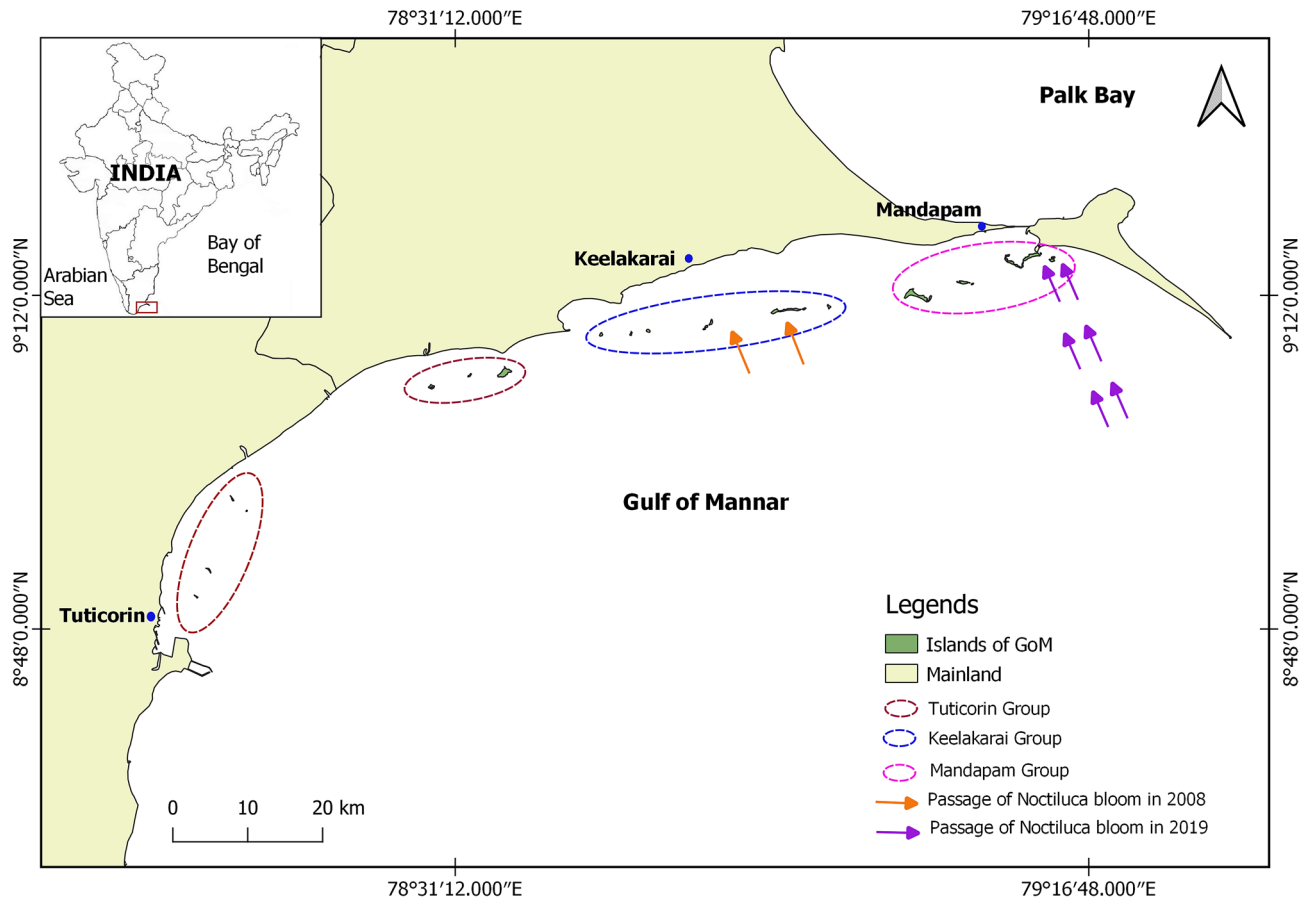 78°31′12.000″E
79°16′48.000″E
Palk Bay
INDIA
Bay of
Bengal
Arabian
Sea
Mandapam
Keelakarai
9°12′0.000″N
9°12′0.000″N
Gulf of Mannar
Tuticorin
8°48′0.000″N
8°48′0.000″N
Legends
Islands of GoM
Mainland
Tuticorin Group
Keelakarai Group
Mandapam Group
Passage of Noctiluca bloom in 2008
Passage of Noctiluca bloom in 2019
0 10 20 km
78°31′12.000″E
79°16′48.000″E